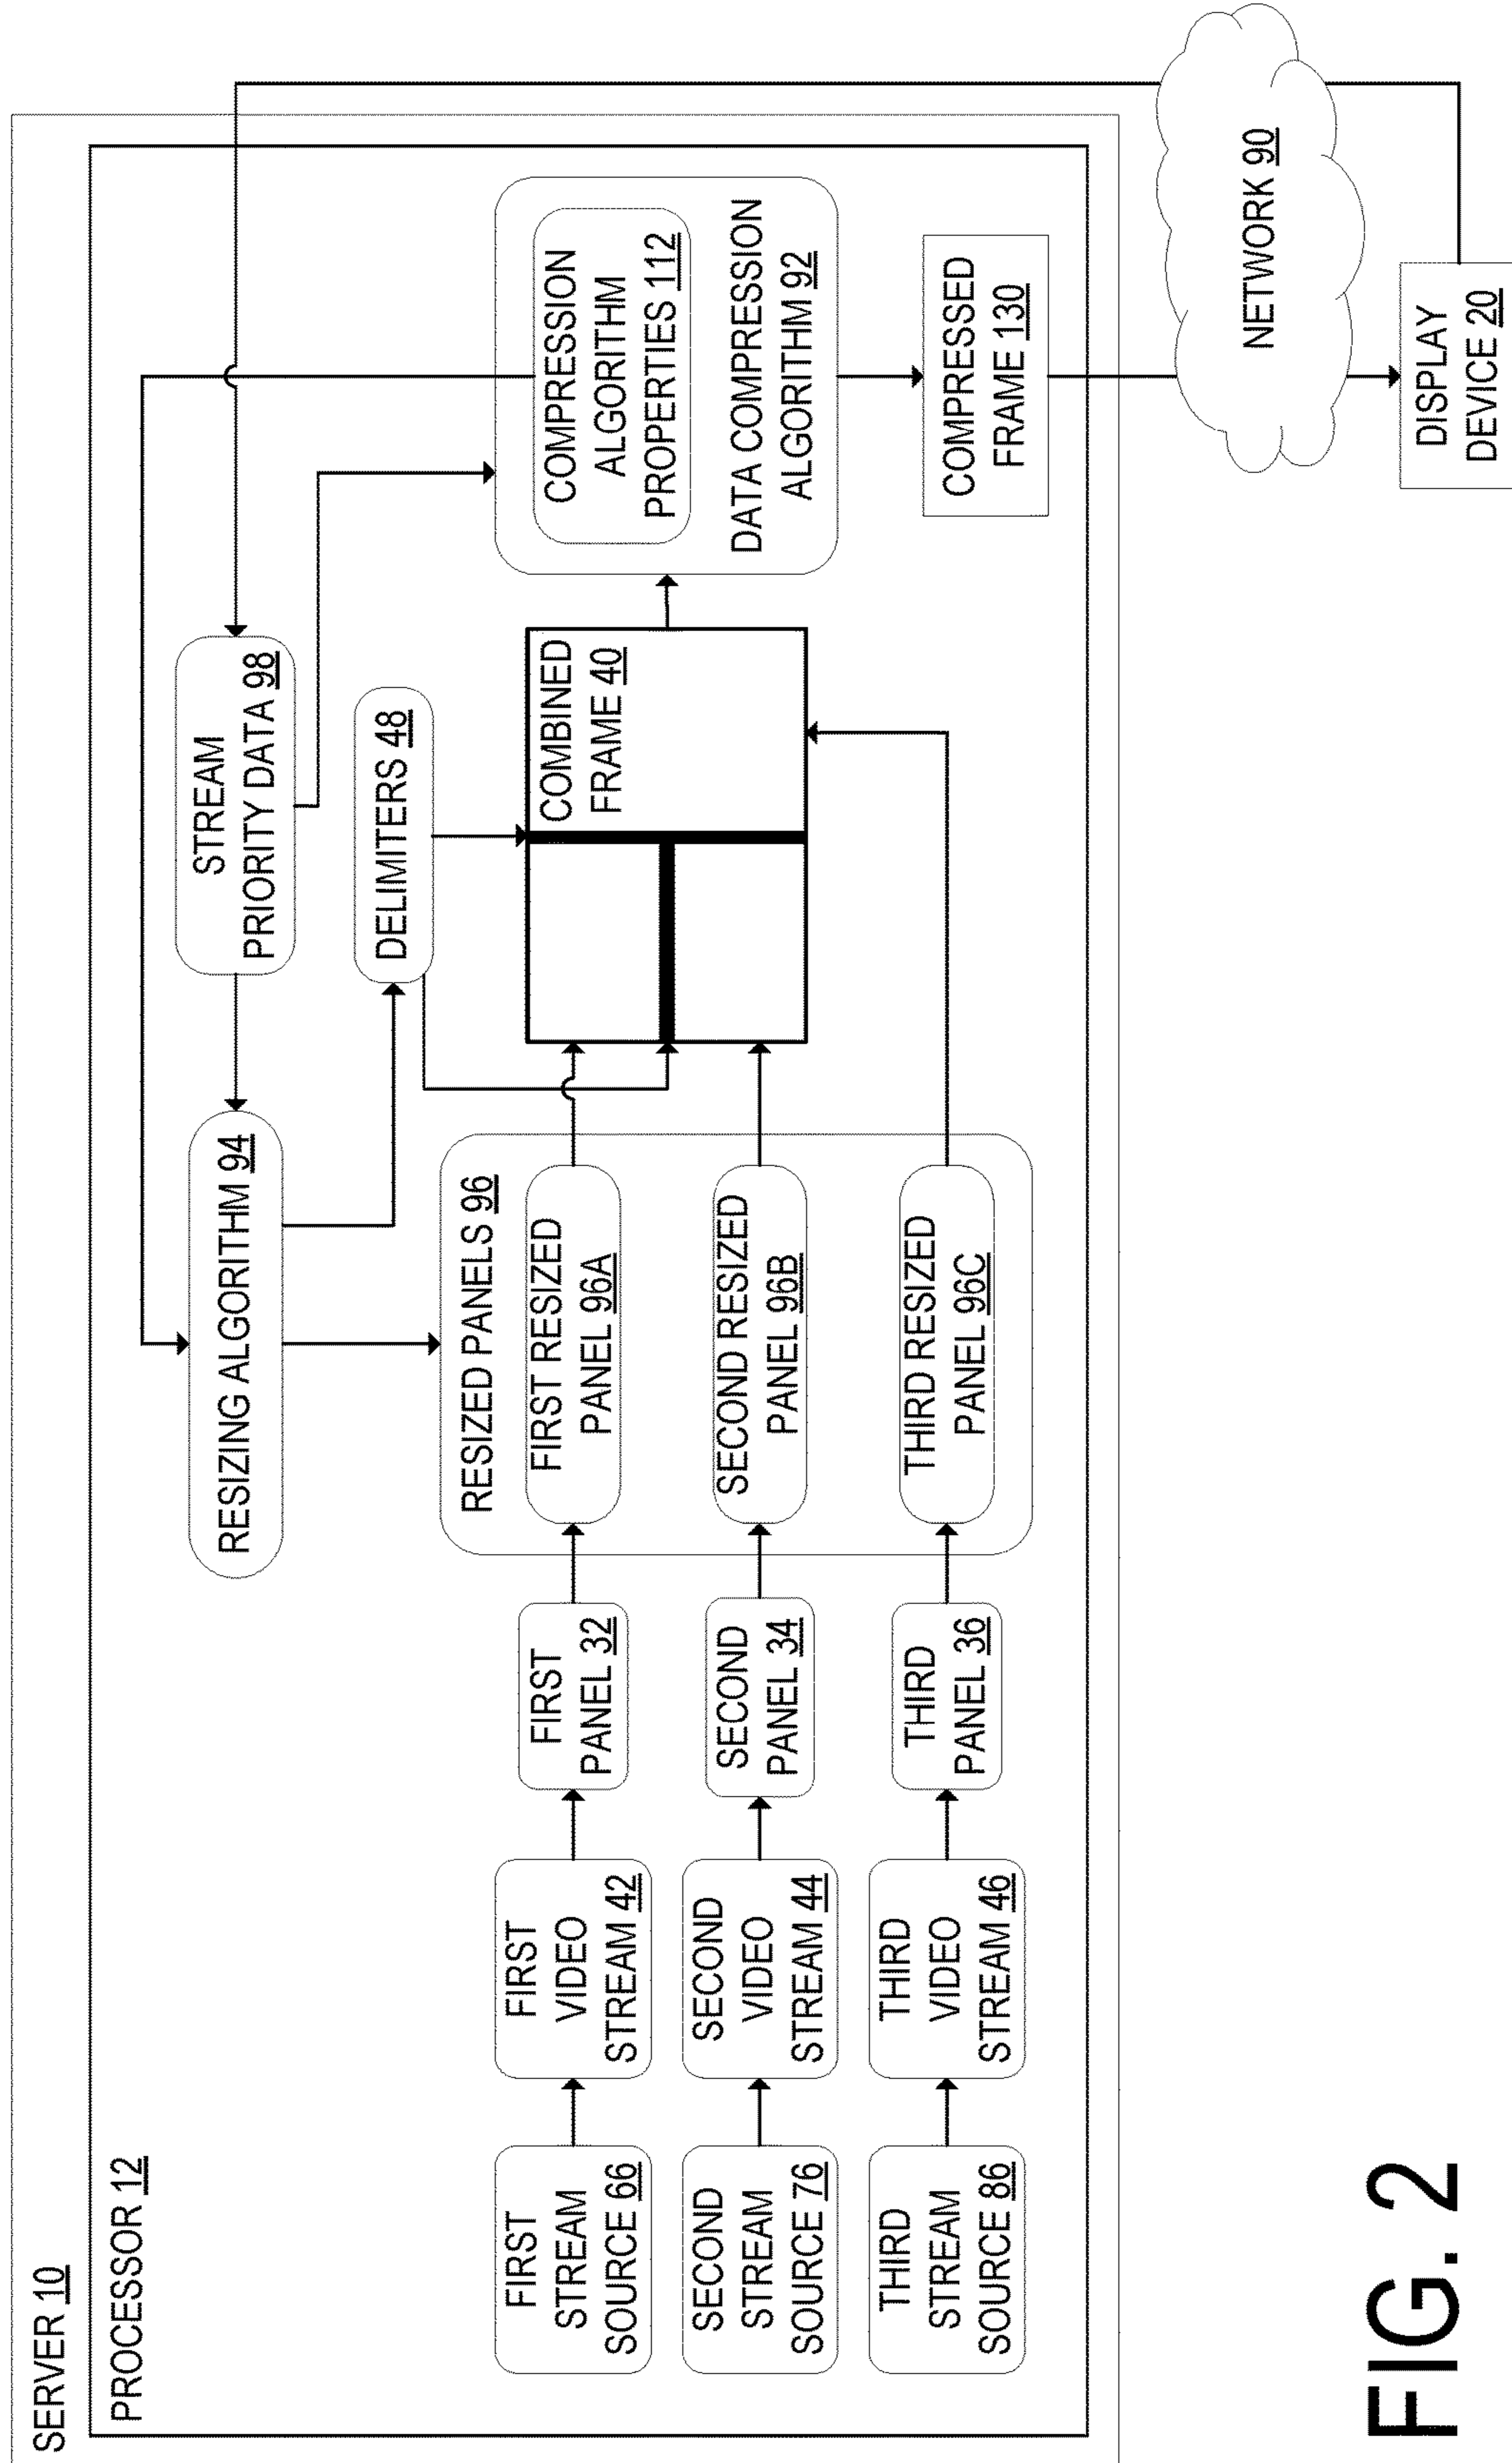 SERVER 10
PROCESSOR 12
RESIZING ALGORITHM 94
STREAM
PRIORITY DATA 98
DELIMITERS 48
FIRST
STREAM
SOURCE 66
FIRST
VIDEO
STREAM 42
FIRST
PANEL 32
RESIZED PANELS 96
FIRST RESIZED
PANEL 96A
COMBINED
FRAME 40
COMPRESSION
ALGORITHM
PROPERTIES 112
DATA COMPRESSION
ALGORITHM 92
SECOND
STREAM
SOURCE 76
SECOND
VIDEO
STREAM 44
SECOND
PANEL 34
SECOND RESIZED
PANEL 96B
THIRD
STREAM
SOURCE 86
THIRD
VIDEO
STREAM 46
THIRD
PANEL 36
THIRD RESIZED
PANEL 96C
COMPRESSED
FRAME 130
NETWORK 90
DISPLAY
DEVICE 20
FIG. 2